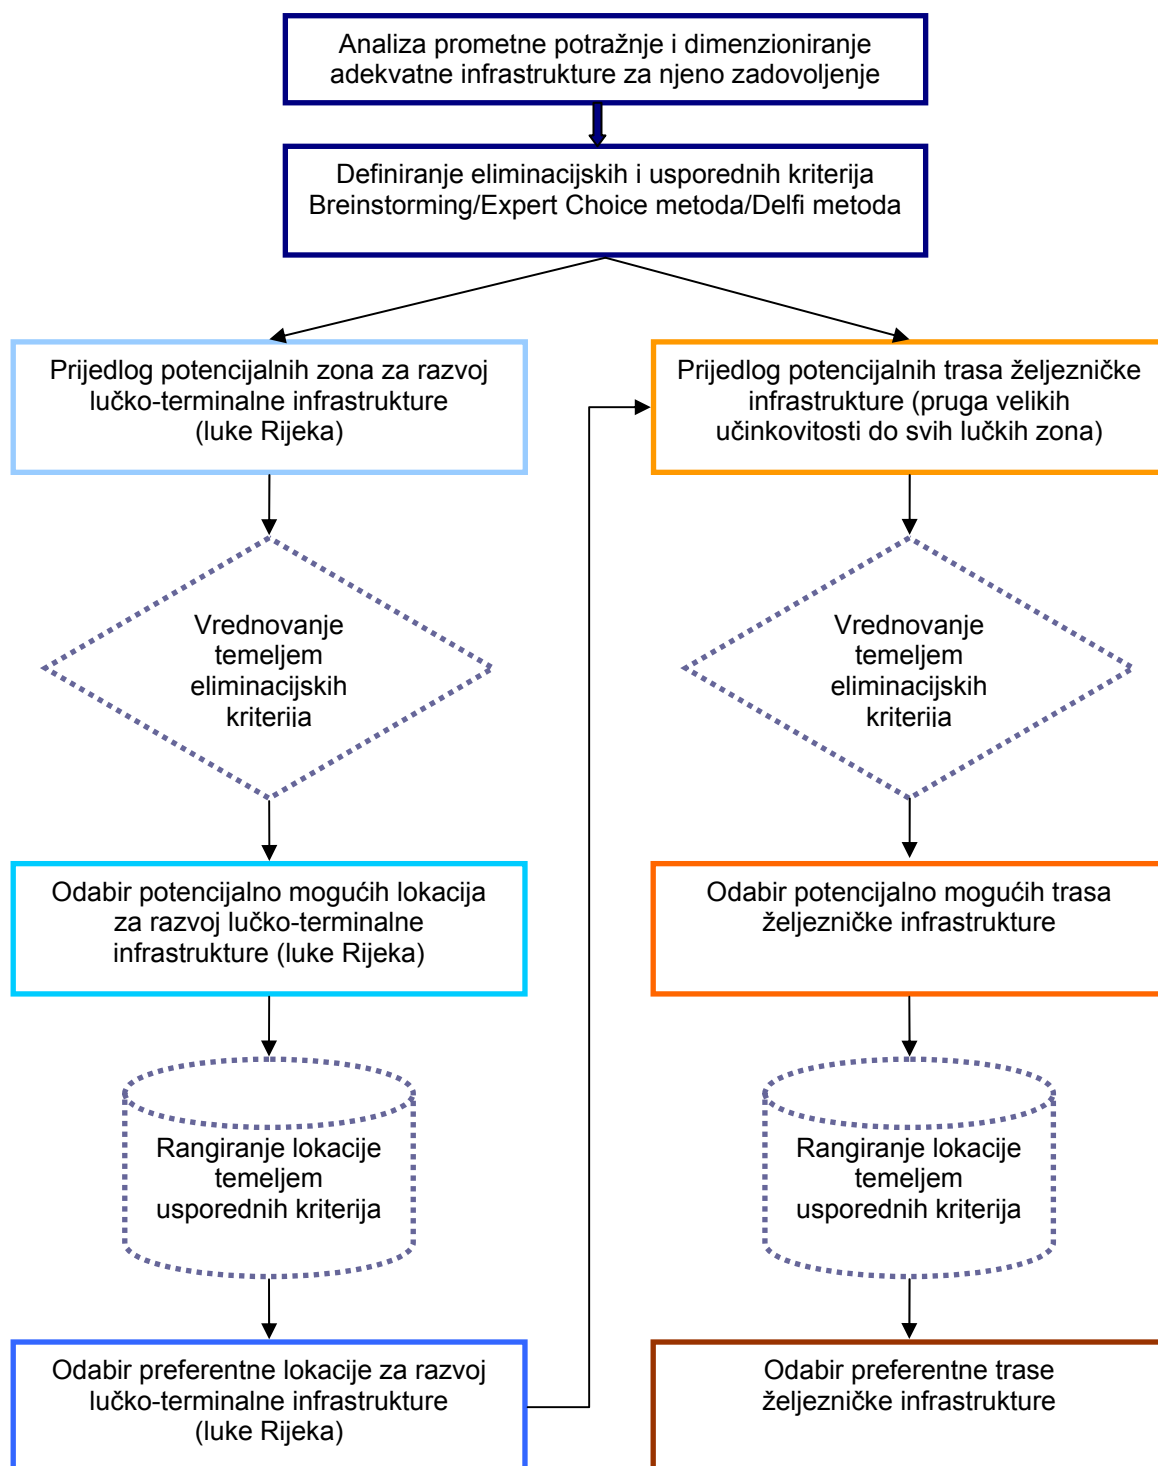 Analiza prometne potražnje i dimenzioniranje
adekvatne infrastrukture za njeno zadovoljenje
Definiranje eliminacijskih i usporednih kriterija
Breinstorming/Expert Choice metoda/Delfi metoda
Prijedlog potencijalnih zona za razvoj
lučko-terminalne infrastrukture
(luke Rijeka)
Prijedlog potencijalnih trasa željezničke
infrastrukture (pruga velikih
učinkovitosti do svih lučkih zona)
Vrednovanje
temeljem
eliminacijskih
kriterija
Vrednovanje
temeljem
eliminacijskih
kriterija
Odabir potencijalno mogućih lokacija
za razvoj lučko-terminalne
infrastrukture (luke Rijeka)
Odabir potencijalno mogućih trasa
željezničke infrastrukture
Rangiranje lokacije
temeljem
usporednih kriterija
Rangiranje lokacije
temeljem
usporednih kriterija
Odabir preferentne lokacije za razvoj
lučko-terminalne infrastrukture
(luke Rijeka)
Odabir preferentne trase
željezničke infrastrukture